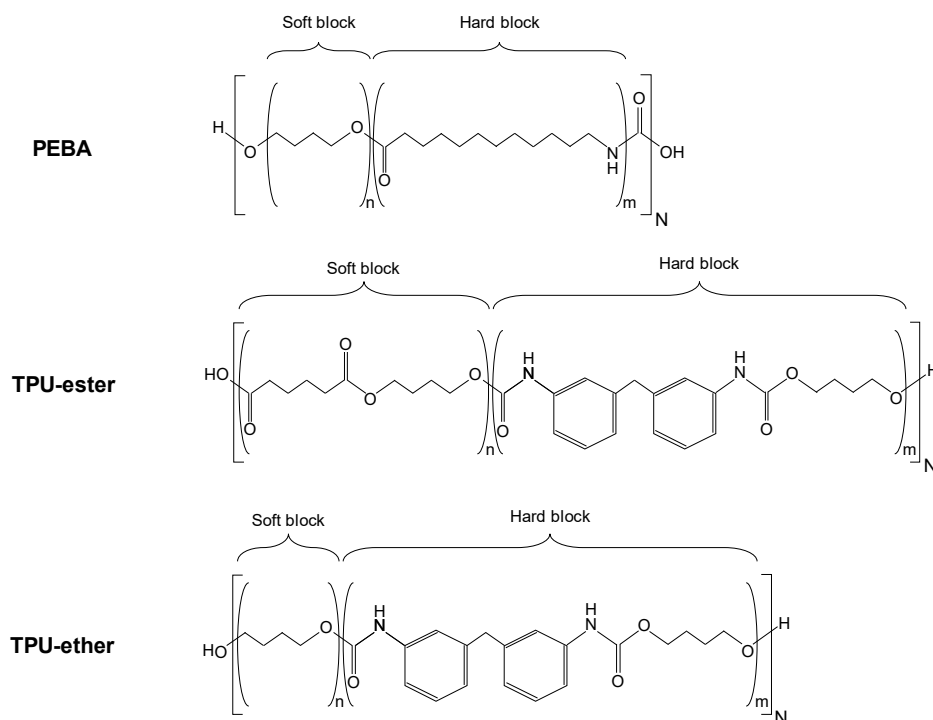 Soft block Hard block
PEBA
H O O O N H O OH
n m N
Soft block Hard block
TPU-ester
HO O O O O O H N H N O O O H
n m N
Soft block Hard block
TPU-ether
HO O O H N H N O O O H
n m N